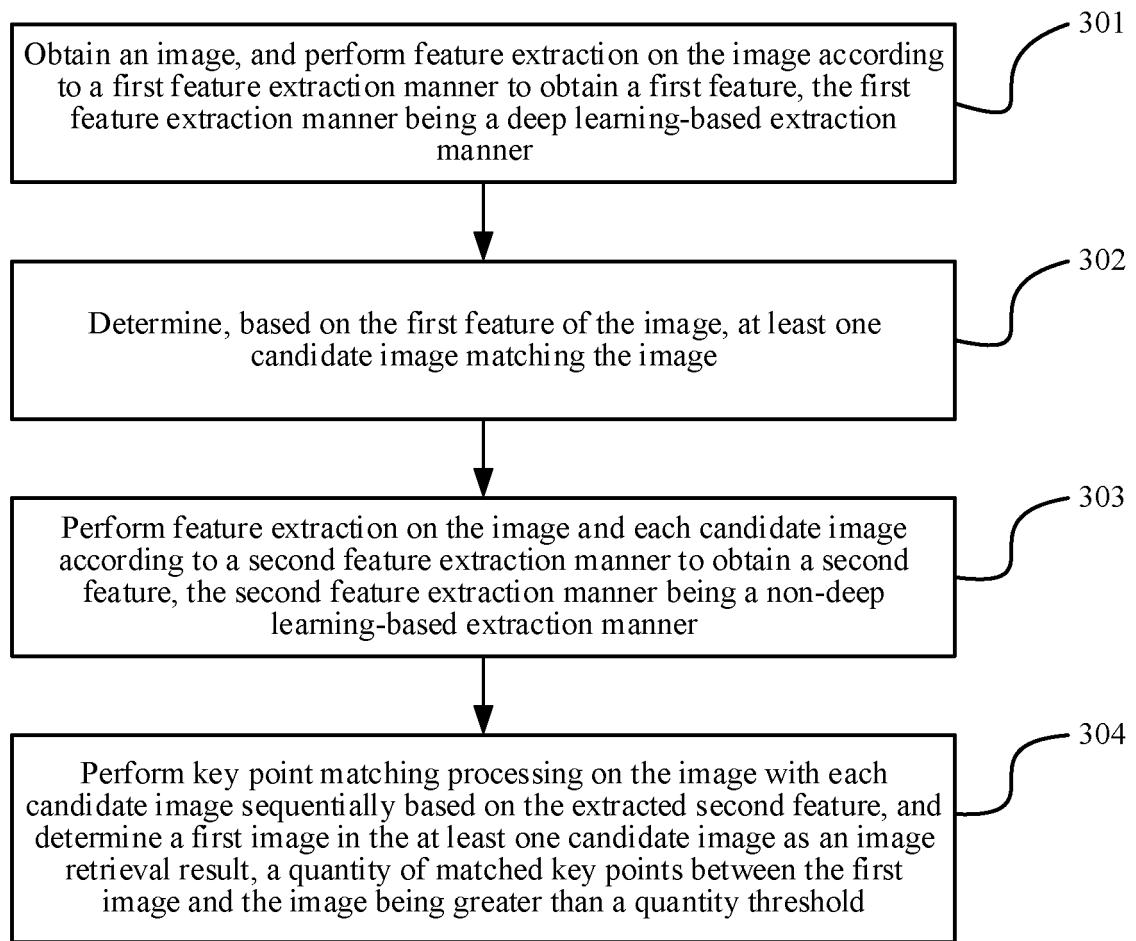 301
Obtain an image, and perform feature extraction on the image according
to a first feature extraction manner to obtain a first feature, the first
feature extraction manner being a deep learning-based extraction
manner
302
Determine, based on the first feature of the image, at least one
candidate image matching the image
303
Perform feature extraction on the image and each candidate image
according to a second feature extraction manner to obtain a second
feature, the second feature extraction manner being a non-deep
learning-based extraction manner
304
Perform key point matching processing on the image with each
candidate image sequentially based on the extracted second feature, and
determine a first image in the at least one candidate image as an image
retrieval result, a quantity of matched key points between the first
image and the image being greater than a quantity threshold